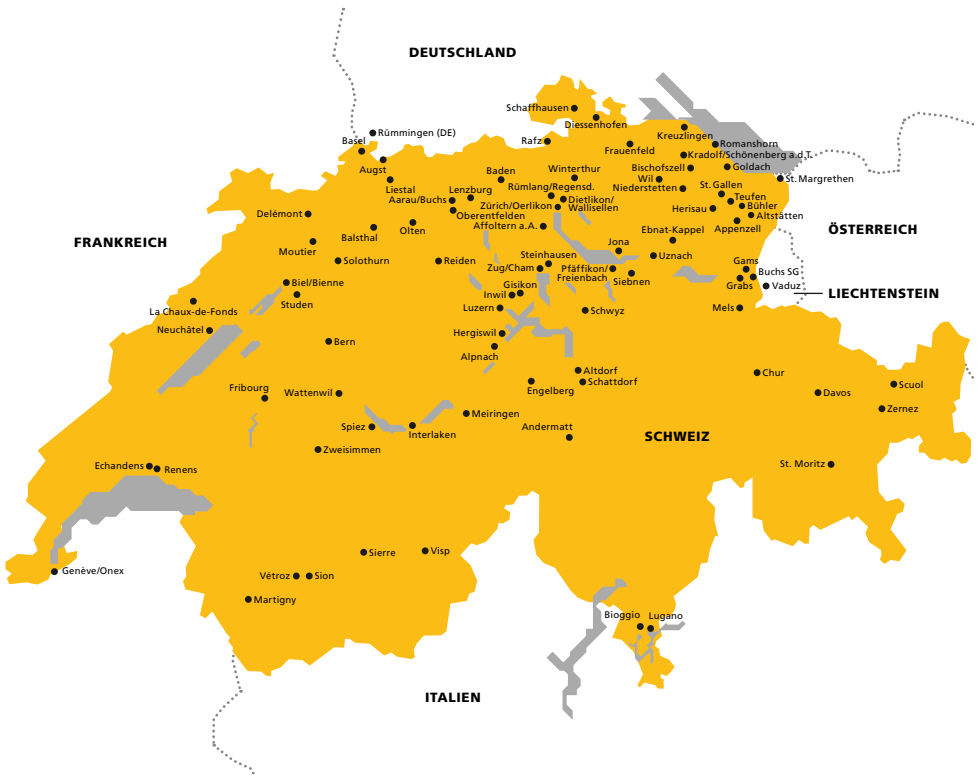 DEUTSCHLAND
Schaffhausen
Diessenhofen
Rümmingen (DE)
Kreuzlingen
Basel
Rafz
Frauenfeld
Romanshorn
Kradolf/Schönenberg a.d.T.
Augst
Baden
Winterthur
Bischofszell
Goldach
Wil
St. Margrethen
Liestal
Lenzburg
Rümlang/Regensd.
Niederstetten
St. Gallen
Aarau/Buchs
Dietlikon/
Wallisellen
Teufen
Zürich/Oerlikon
Bühler
Delémont
Oberentfelden
Herisau
Altstätten
Olten
Affoltern a.A.
Appenzell
Balsthal
Ebnat-Kappel
ÖSTERREICH
FRANKREICH
Moutier
Jona
Solothurn
Reiden
Steinhausen
Uznach
Gams
Zug/Cham
Pfäffikon/
Freienbach
Siebnen
Buchs SG
Grabs
Vaduz
Biel/Bienne
Gisikon
LIECHTENSTEIN
Studen
Inwil
La Chaux-de-Fonds
Luzern
Schwyz
Mels
Neuchâtel
Hergiswil
Bern
Alpnach
Altdorf
Chur
Engelberg
Schattdorf
Scuol
Fribourg
Wattenwil
Davos
Zernez
Meiringen
Spiez
Interlaken
Andermatt
SCHWEIZ
Zweisimmen
Echandens
Renens
St. Moritz
Sierre
Visp
Genève/Onex
Vétroz
Sion
Martigny
Bioggio
Lugano
ITALIEN